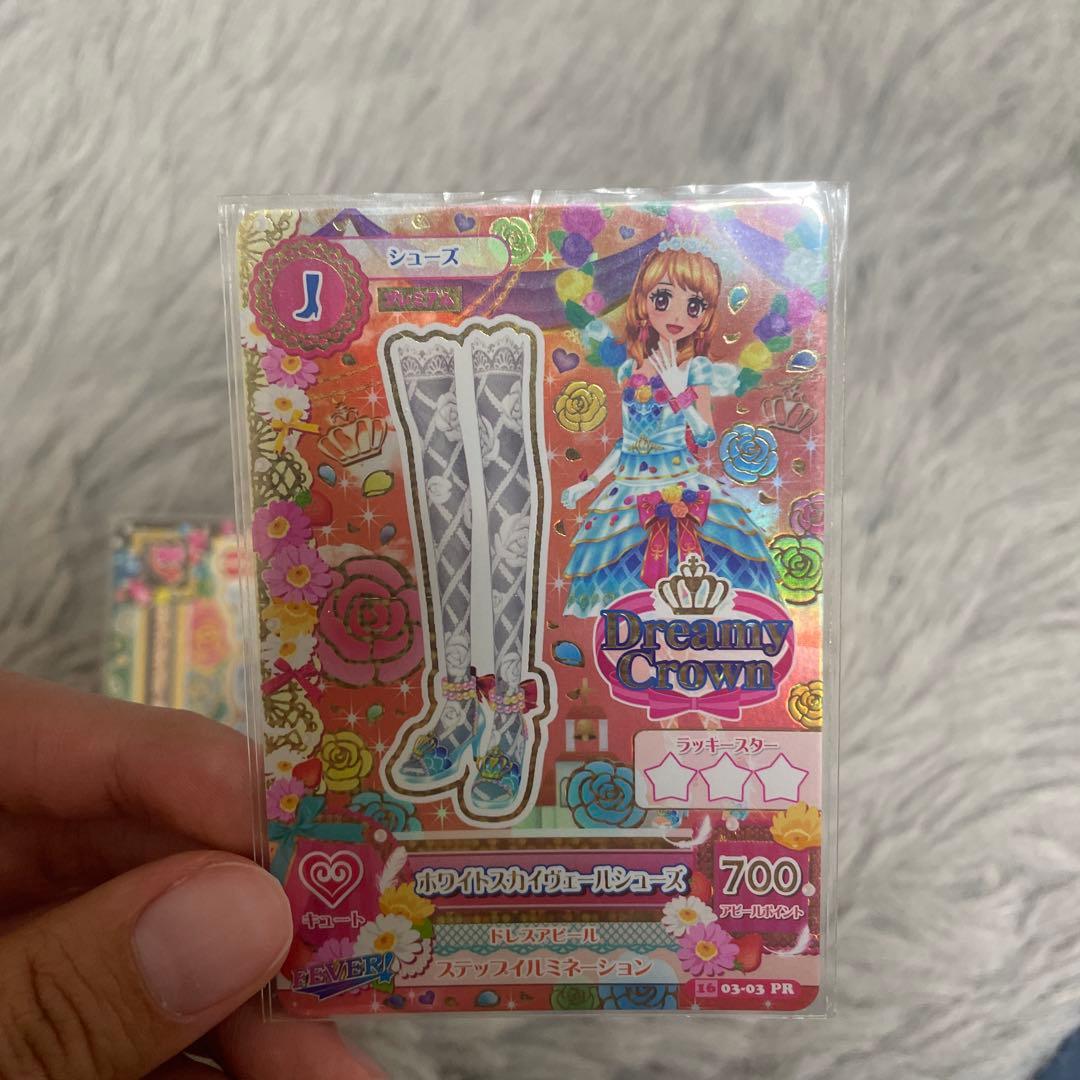 シューズ
プレミアム
Dreamy
Crown
ラッキースター
ホワイトスカイヴェールシューズ
700
アピールポイント
キュート
ドレスアピール
FEVER!
ステップイルミネーション
16 03-03 PR